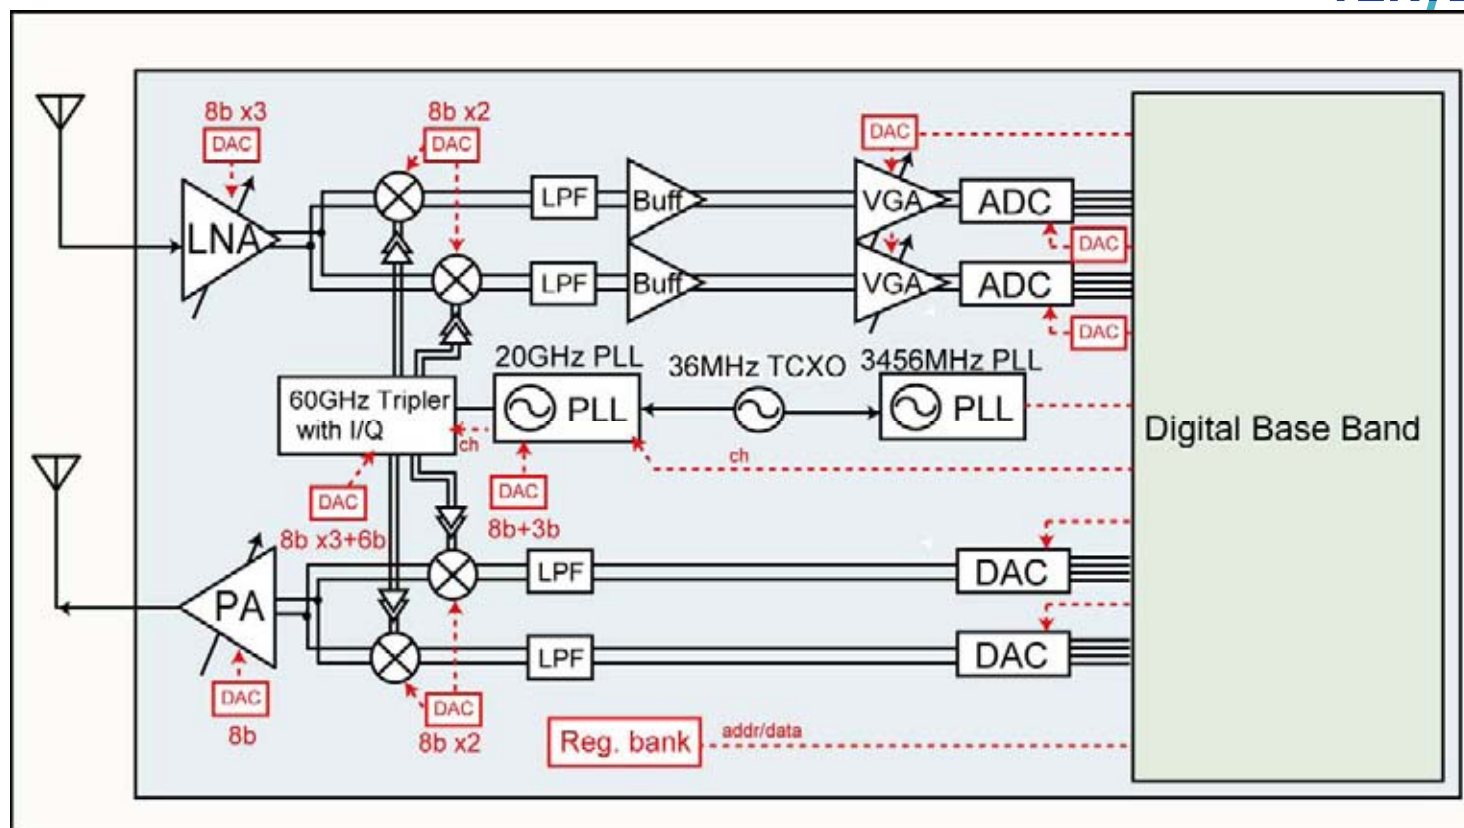 8b x3
DAC
8b x2
DAC
DAC
LNA
LPF
Buff
VGA
ADC
DAC
LPF
Buff
VGA
ADC
DAC
20GHz PLL
36MHz TCXO
3456MHz PLL
60GHz Tripler
with I/Q
PLL
PLL
ch
ch
Digital Base Band
DAC
8b x3+6b
DAC
8b+3b
PA
LPF
DAC
LPF
DAC
DAC
8b
DAC
8b x2
Reg. bank
addr/data